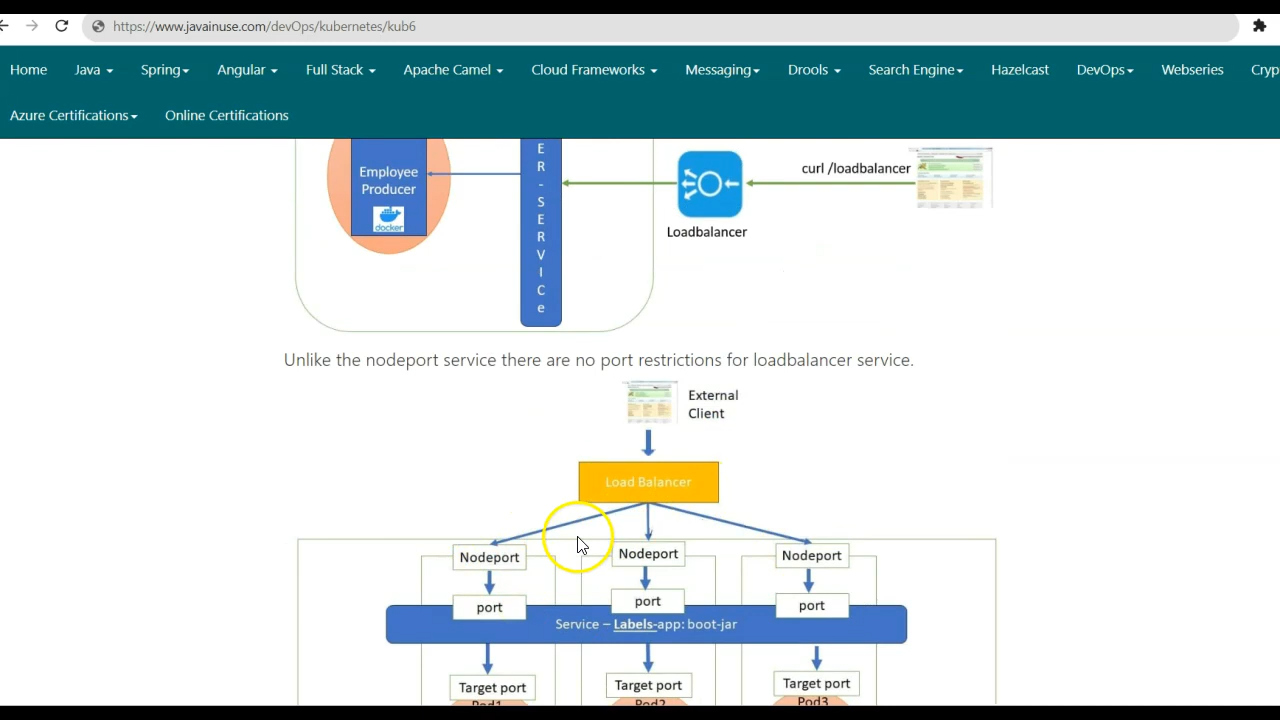 https://www.javainuse.com/devOps/kubernetes/kub6
Home Java Spring Angular Full Stack Apache Camel Cloud Frameworks Messaging Drools Search Engine Hazelcast DevOps Webseries Cryp
Azure Certifications Online Certifications
Employee
Producer
docker
E
R
-
S
E
R
V
I
C
e
curl /loadbalancer
Loadbalancer
Unlike the nodeport service there are no port restrictions for loadbalancer service.
External
Client
Load Balancer
Nodeport Nodeport Nodeport
port port port
Service – Labels-app: boot-jar
Target port Target port Target port
Pod1 Pod2 Pod3